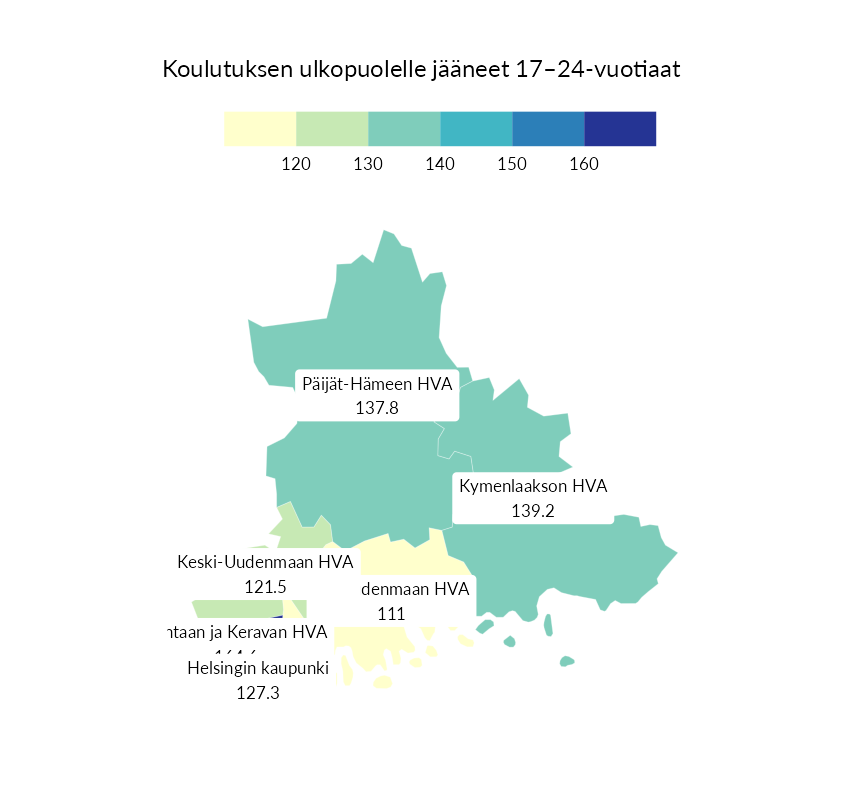 Koulutuksen ulkopuolelle jääneet 17–24-vuotiaat
120 130 140 150 160
Päijät-Hämeen HVA
137.8
Kymenlaakson HVA
139.2
Keski-Uudenmaan HVA
121.5
denmaan HVA
111
ntaan ja Keravan HVA
Helsingin kaupunki
127.3